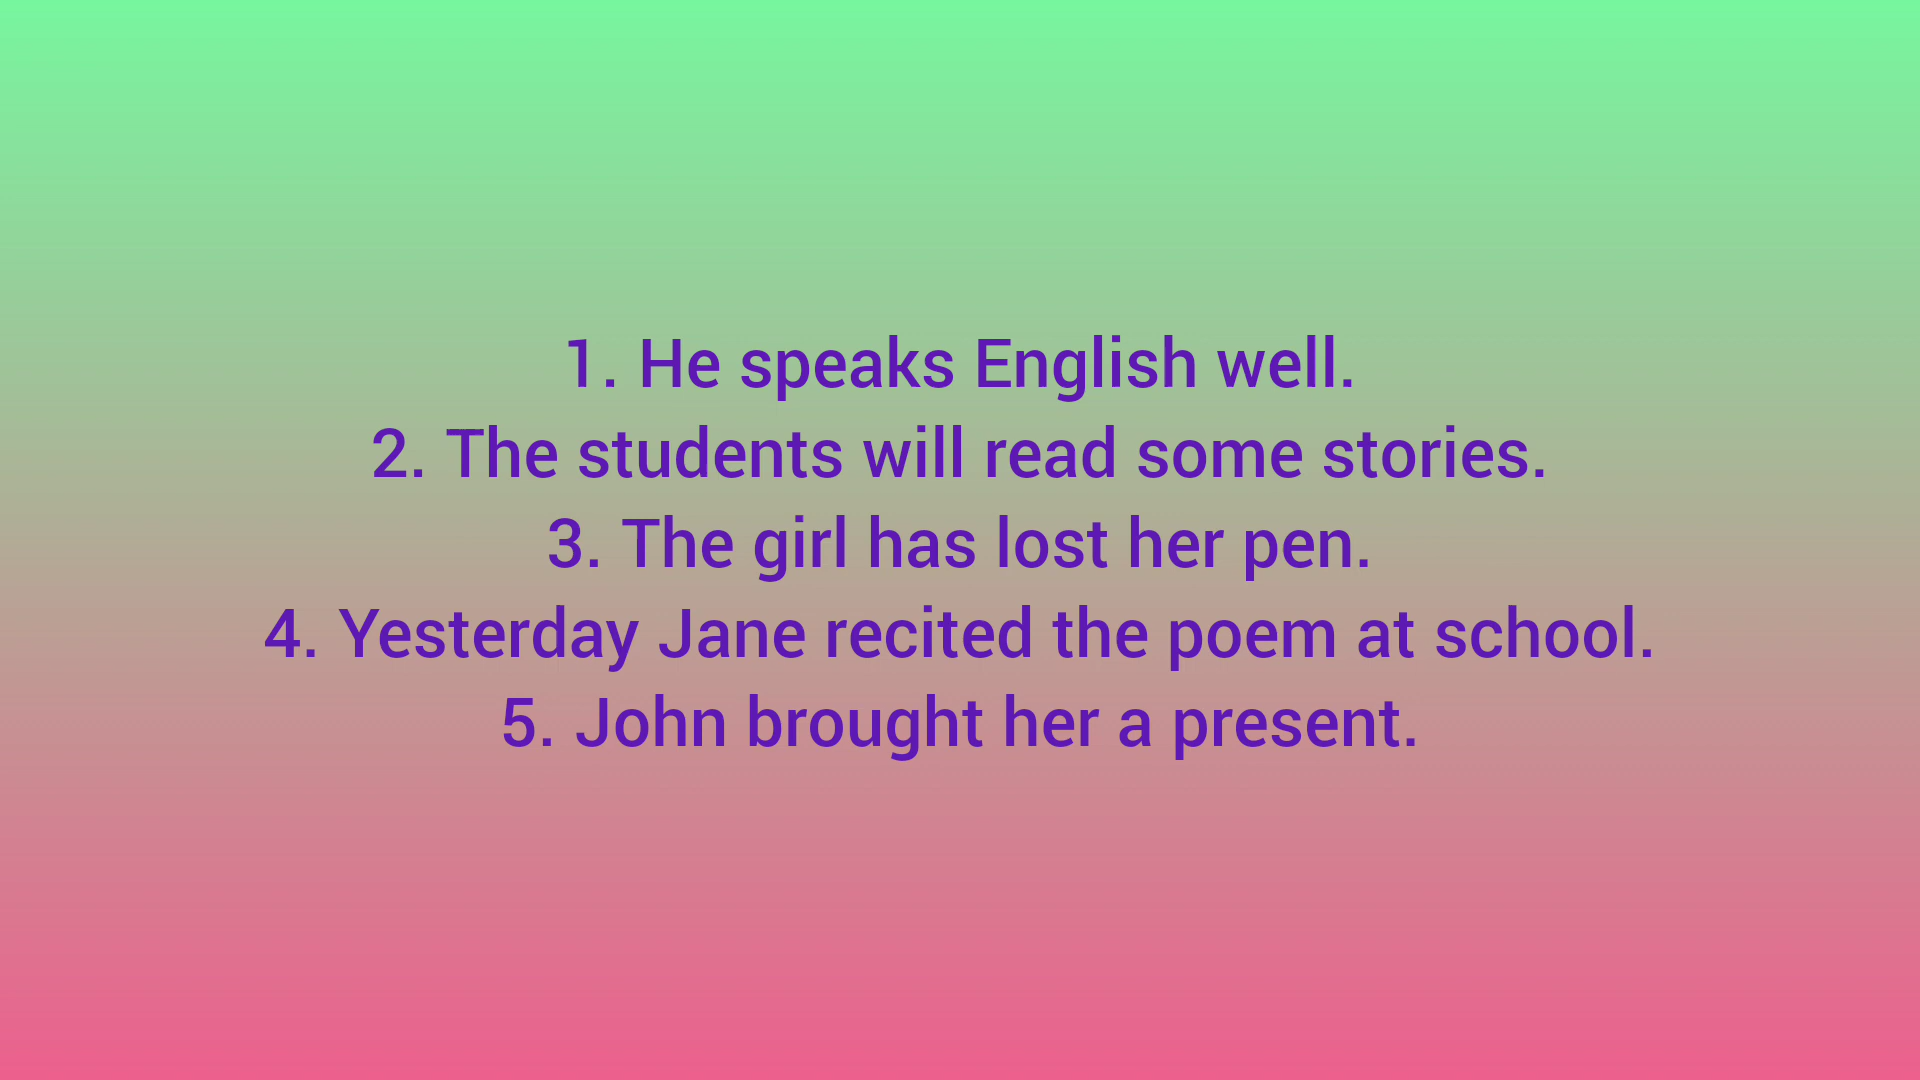 1. He speaks English well.
2. The students will read some stories.
3. The girl has lost her pen.
4. Yesterday Jane recited the poem at school.
5. John brought her a present.